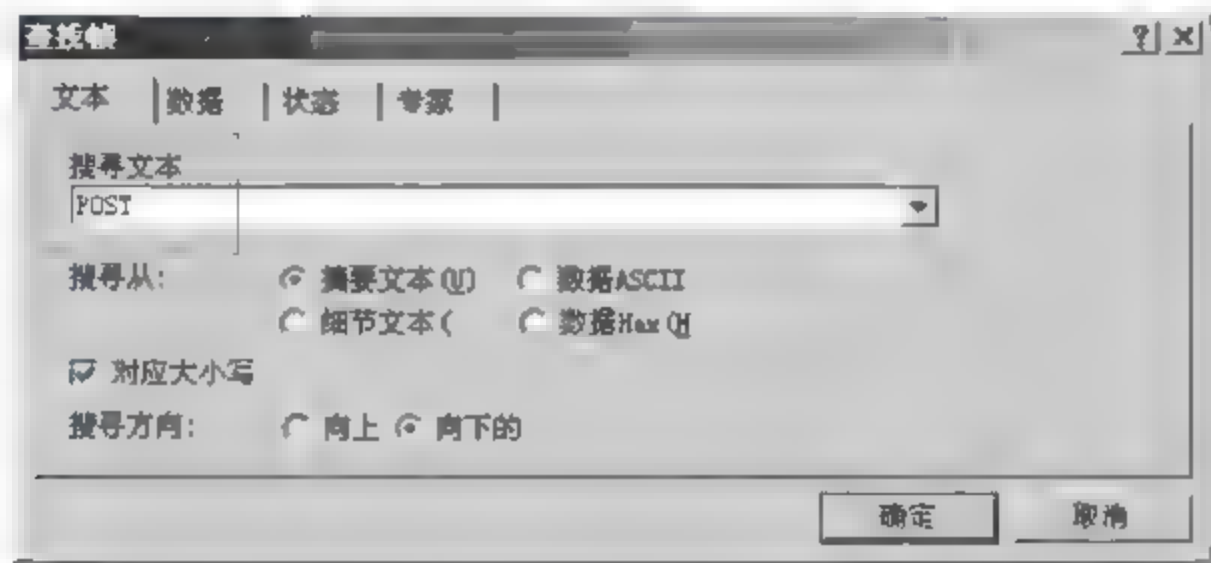 查找帧
文本 数据 状态 专家
搜寻文本
POST
搜寻从: 摘要文本(U) 数据ASCII
细节文本( 数据Hex(H
对应大小写
搜寻方向: 向上 向下的
确定 取消